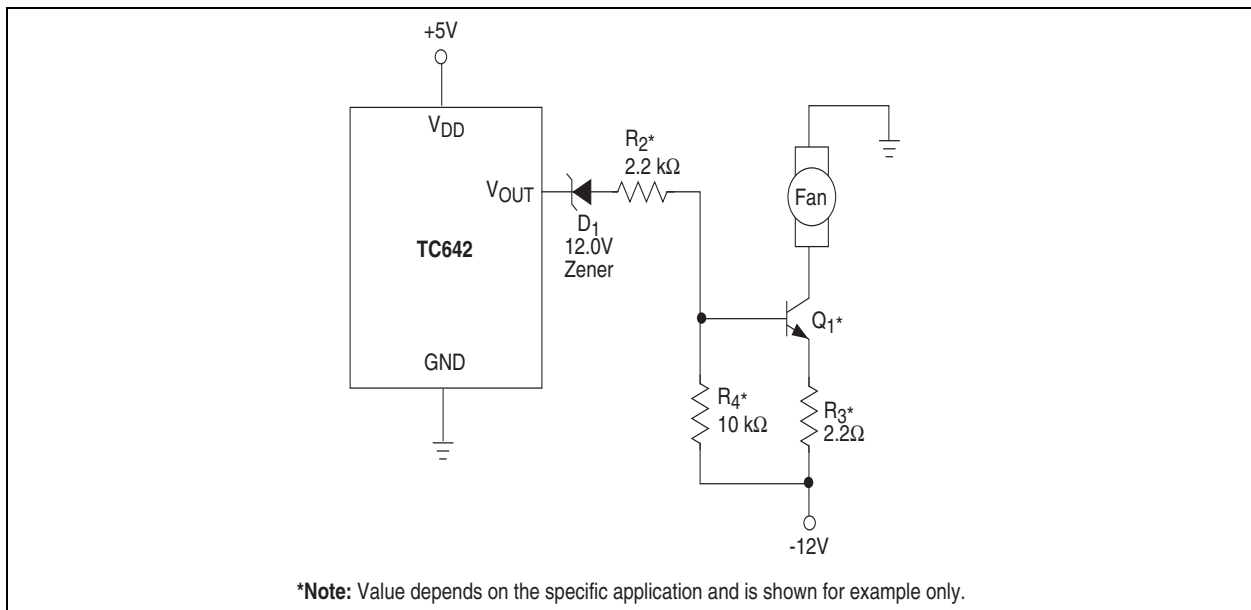 +5V
VDD
VOUT
TC642
GND
D1
12.0V
Zener
R2*
2.2 kΩ
Fan
Q1*
R4*
10 kΩ
R3*
2.2Ω
-12V
*Note: Value depends on the specific application and is shown for example only.